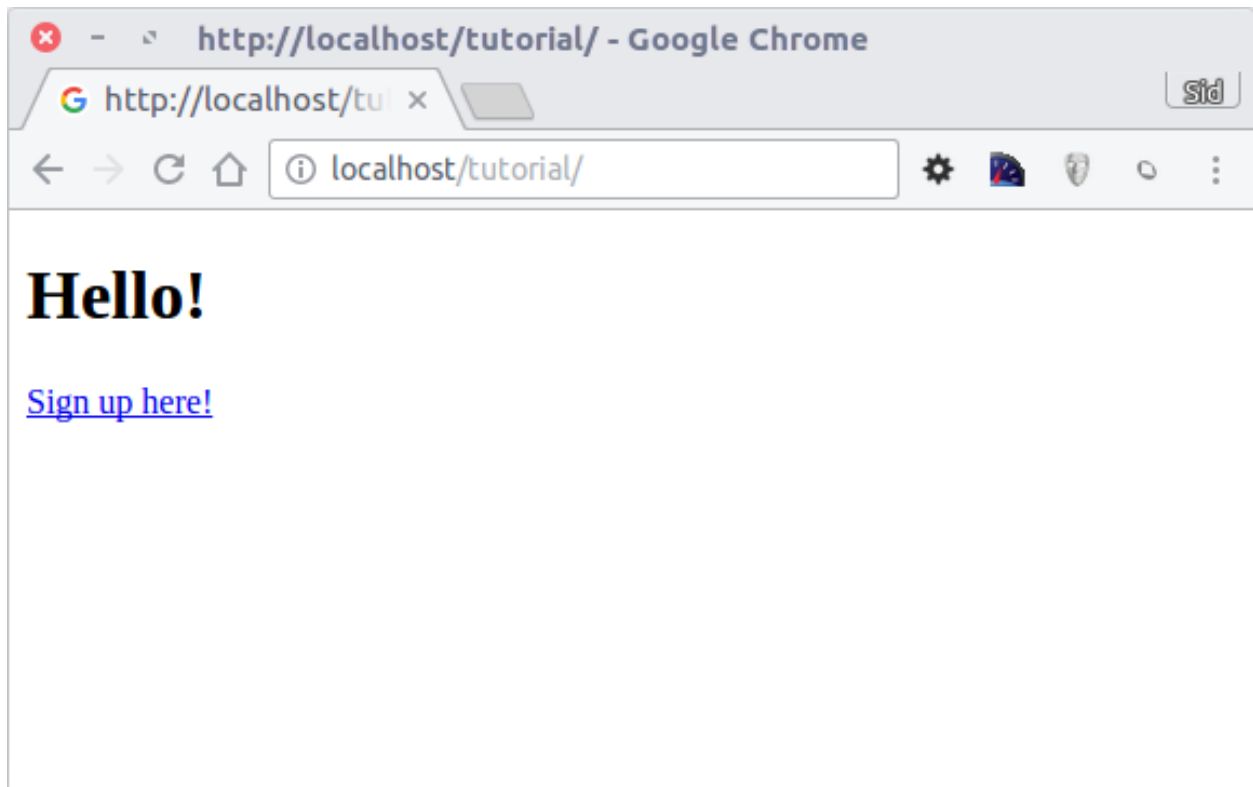 http://localhost/tutorial/ - Google Chrome
http://localhost/tu
Sid
localhost/tutorial/
Hello!
Sign up here!